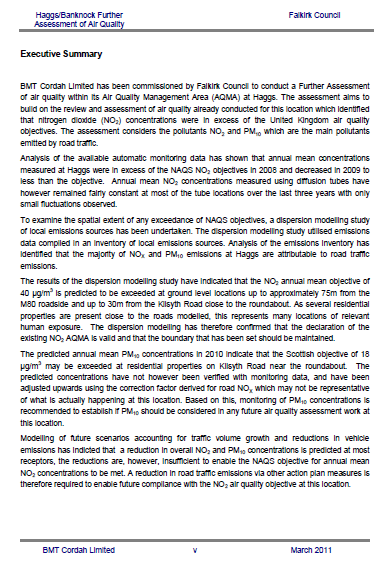 Haggs/Banknock Further
Assessment of Air Quality
Falkirk Council
Executive Summary
BMT Cordah Limited has been commissioned by Falkirk Council to conduct a Further Assessment
of air quality within its Air Quality Management Area (AQMA) at Haggs. The assessment aims to
build on the review and assessment of air quality already conducted for this location which identified
that nitrogen dioxide (NO₂) concentrations were in excess of the United Kingdom air quality
objectives. The assessment considers the pollutants NO₂ and PM₁₀ which are the main pollutants
emitted by road traffic.
Analysis of the available automatic monitoring data has shown that annual mean concentrations
measured at Haggs were in excess of the NAQS NO₂ objectives in 2008 and decreased in 2009 to
less than the objective. Annual mean NO₂ concentrations measured using diffusion tubes have
however remained fairly constant at most of the tube locations over the last three years with only
small fluctuations observed.
To examine the spatial extent of any exceedance of NAQS objectives, a dispersion modelling study
of local emissions sources has been undertaken. The dispersion modelling study utilised emissions
data compiled in an inventory of local emissions sources. Analysis of the emissions inventory has
identified that the majority of NOₓ and PM₁₀ emissions at Haggs are attributable to road traffic
emissions.
The results of the dispersion modelling study have indicated that the NO₂ annual mean objective of
40 µg/m³ is predicted to be exceeded at ground level locations up to approximately 75m from the
M80 roadside and up to 30m from the Kilsyth Road close to the roundabout. As several residential
properties are present close to the roads modelled, this represents many locations of relevant
human exposure. The dispersion modelling has therefore confirmed that the declaration of the
existing NO₂ AQMA is valid and that the boundary that has been set should be maintained.
The predicted annual mean PM₁₀ concentrations in 2010 indicate that the Scottish objective of 18
µg/m³ may be exceeded at residential properties on Kilsyth Road near the roundabout. The
predicted concentrations have not however been verified with monitoring data, and have been
adjusted upwards using the correction factor derived for road NOₓ which may not be representative
of what is actually happening at this location. Based on this, monitoring of PM₁₀ concentrations is
recommended to establish if PM₁₀ should be considered in any future air quality assessment work at
this location.
Modelling of future scenarios accounting for traffic volume growth and reductions in vehicle
emissions has indicted that a reduction in overall NO₂ and PM₁₀ concentrations is predicted at most
receptors, the reductions are, however, insufficient to enable the NAQS objective for annual mean
NO₂ concentrations to be met. A reduction in road traffic emissions via other action plan measures is
therefore required to enable future compliance with the NO₂ air quality objective at this location.
BMT Cordah Limited
v
March 2011